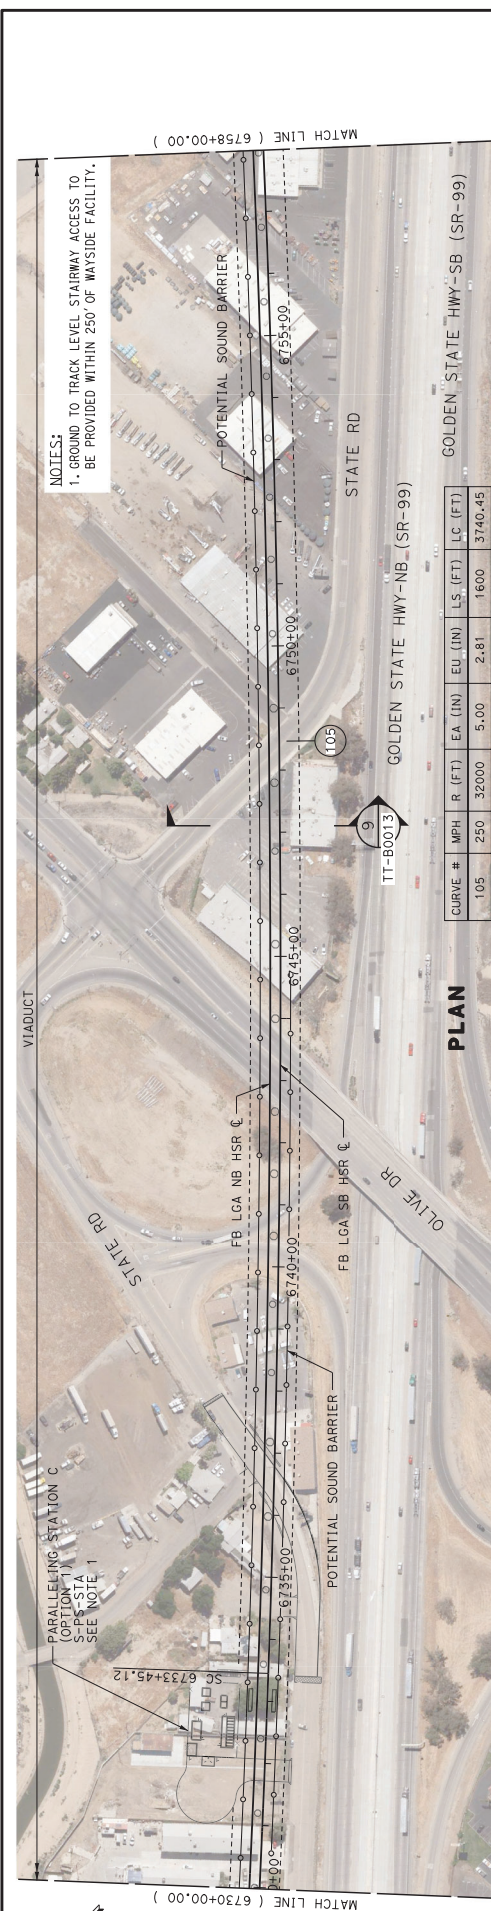 MATCH LINE ( 6758+00.00 )
NOTES:
1. GROUND TO TRACK LEVEL STAIRWAY ACCESS TO
BE PROVIDED WITHIN 250' OF WAYSIDE FACILITY.
VIADUCT
POTENTIAL SOUND BARRIER
6755+00
STATE RD
GOLDEN STATE HWY-SB (SR-99)
GOLDEN STATE HWY-NB (SR-99)
6750+00
105
9
TT-B0013
CURVE # MPH R (FT) EA (IN) EU (IN) LS (FT) LC (FT)
105 250 32000 5.00 2.81 1600 3740.45
6745+00
PLAN
FB LGA NB HSR ℄
FB LGA SB HSR ℄
OLIVE DR
STATE RD
6740+00
POTENTIAL SOUND BARRIER
6735+00
PARALLELING STATION C
(OPTION 1)
S-PS-STA
SEE NOTE 1
SC 6733+45.12
MATCH LINE ( 6730+00.00 )